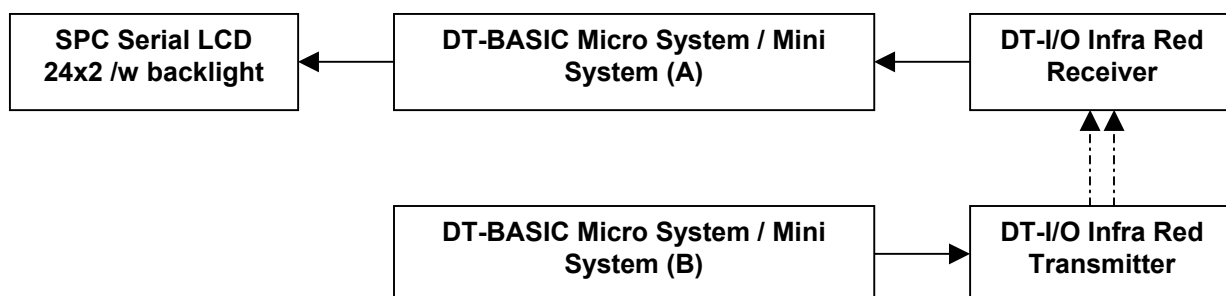 SPC Serial LCD
24x2 /w backlight
DT-BASIC Micro System / Mini
System (A)
DT-I/O Infra Red
Receiver
DT-BASIC Micro System / Mini
System (B)
DT-I/O Infra Red
Transmitter